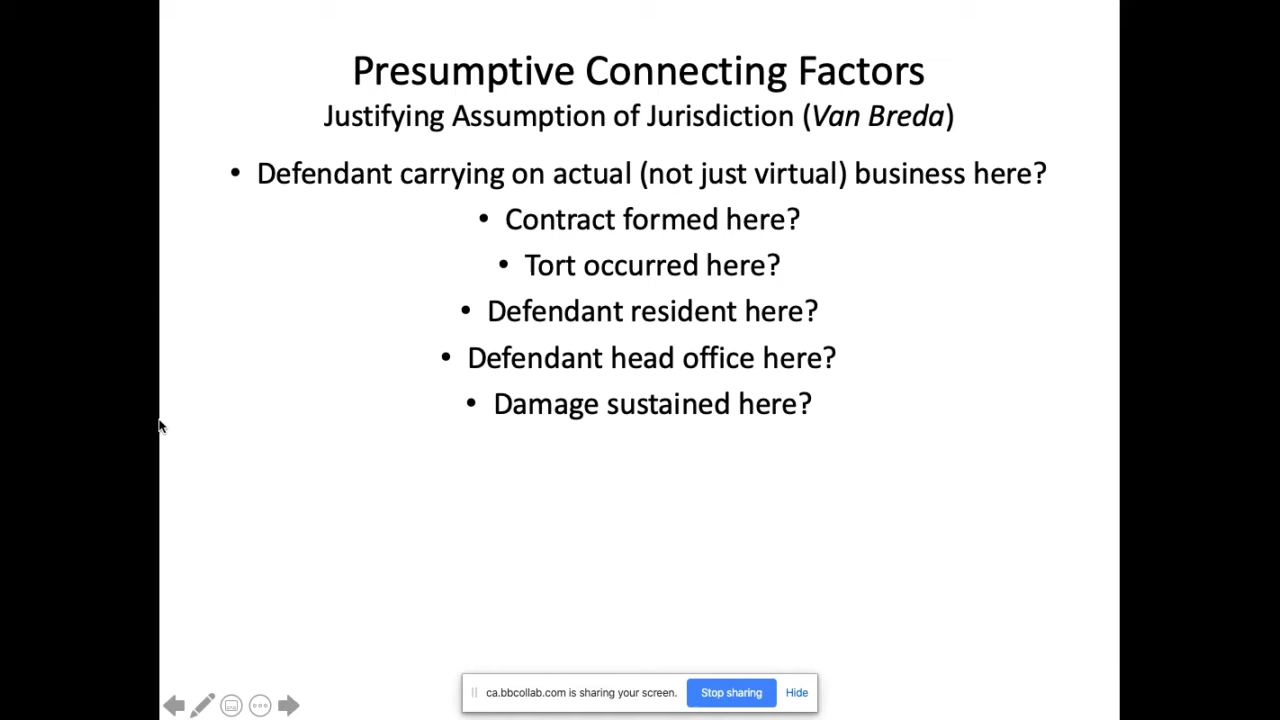 Presumptive Connecting Factors
Justifying Assumption of Jurisdiction (Van Breda)
• Defendant carrying on actual (not just virtual) business here?
• Contract formed here?
• Tort occurred here?
• Defendant resident here?
• Defendant head office here?
• Damage sustained here?
ca.bbcollab.com is sharing your screen. Stop sharing Hide